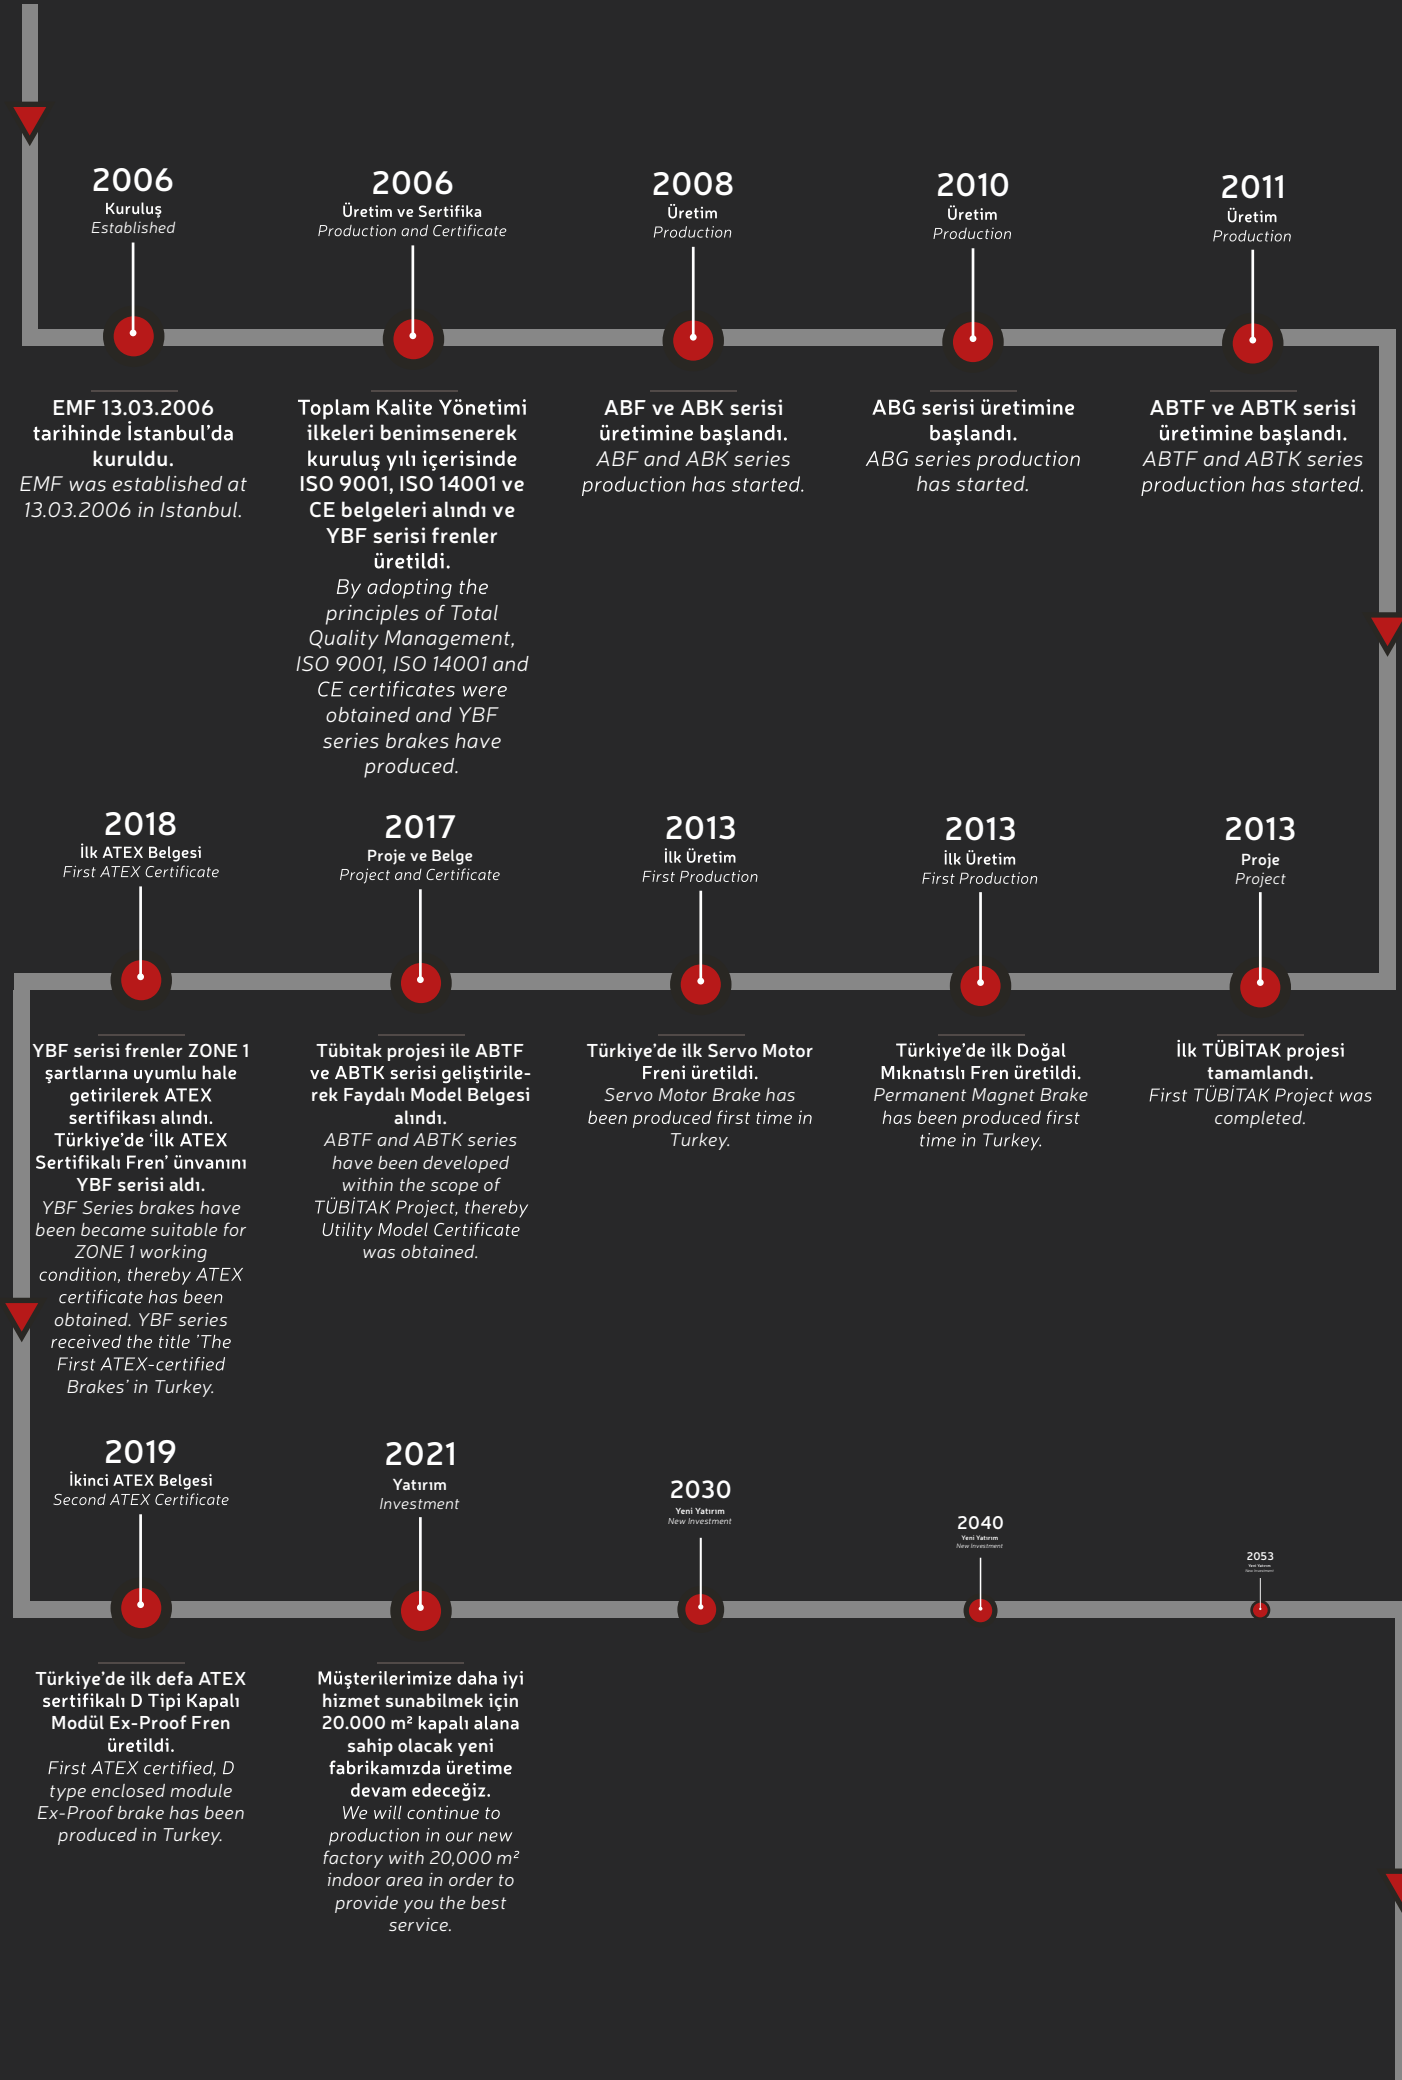 2006
Kuruluş
Established
EMF 13.03.2006
tarihinde İstanbul’da
kuruldu.
EMF was established at
13.03.2006 in Istanbul.
2006
Üretim ve Sertifika
Production and Certificate
Toplam Kalite Yönetimi
ilkeleri benimsenerek
kuruluş yılı içerisinde
ISO 9001, ISO 14001 ve
CE belgeleri alındı ve
YBF serisi frenler
üretildi.
By adopting the
principles of Total
Quality Management,
ISO 9001, ISO 14001 and
CE certificates were
obtained and YBF
series brakes have
produced.
2008
Üretim
Production
ABF ve ABK serisi
üretimine başlandı.
ABF and ABK series
production has started.
2010
Üretim
Production
ABG serisi üretimine
başlandı.
ABG series production
has started.
2011
Üretim
Production
ABTF ve ABTK serisi
üretimine başlandı.
ABTF and ABTK series
production has started.
2013
Proje
Project
İlk TÜBİTAK projesi
tamamlandı.
First TÜBİTAK Project was
completed.
2013
İlk Üretim
First Production
Türkiye’de ilk Doğal
Mıknatıslı Fren üretildi.
Permanent Magnet Brake
has been produced first
time in Turkey.
2013
İlk Üretim
First Production
Türkiye’de ilk Servo Motor
Freni üretildi.
Servo Motor Brake has
been produced first time in
Turkey.
2017
Proje ve Belge
Project and Certificate
Tübitak projesi ile ABTF
ve ABTK serisi geliştirile-
rek Faydalı Model Belgesi
alındı.
ABTF and ABTK series
have been developed
within the scope of
TÜBİTAK Project, thereby
Utility Model Certificate
was obtained.
2018
İlk ATEX Belgesi
First ATEX Certificate
YBF serisi frenler ZONE 1
şartlarına uyumlu hale
getirilerek ATEX
sertifikası alındı.
Türkiye’de ‘İlk ATEX
Sertifikalı Fren’ ünvanını
YBF serisi aldı.
YBF Series brakes have
been became suitable for
ZONE 1 working
condition, thereby ATEX
certificate has been
obtained. YBF series
received the title ’The
First ATEX-certified
Brakes’ in Turkey.
2019
İkinci ATEX Belgesi
Second ATEX Certificate
Türkiye’de ilk defa ATEX
sertifikalı D Tipi Kapalı
Modül Ex-Proof Fren
üretildi.
First ATEX certified, D
type enclosed module
Ex-Proof brake has been
produced in Turkey.
2021
Yatırım
Investment
Müşterilerimize daha iyi
hizmet sunabilmek için
20.000 m² kapalı alana
sahip olacak yeni
fabrikamızda üretime
devam edeceğiz.
We will continue to
production in our new
factory with 20,000 m²
indoor area in order to
provide you the best
service.
2030
Yeni Yatırım
New Investment
2040
Yeni Yatırım
New Investment
2053
Yeni Yatırım
New Investment